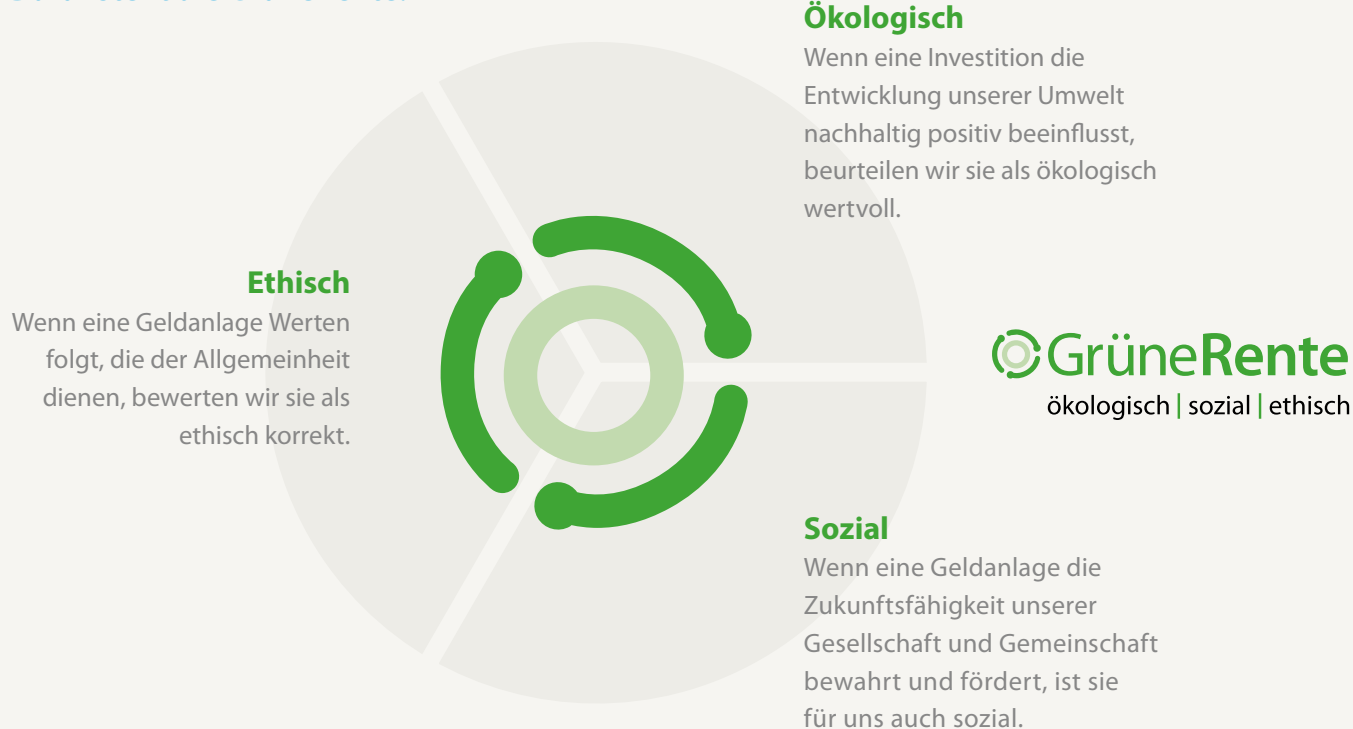 Ökologisch
Wenn eine Investition die
Entwicklung unserer Umwelt
nachhaltig positiv beeinflusst,
beurteilen wir sie als ökologisch
wertvoll.
Ethisch
Wenn eine Geldanlage Werten
folgt, die der Allgemeinheit
dienen, bewerten wir sie als
ethisch korrekt.
GrüneRente
ökologisch | sozial | ethisch
Sozial
Wenn eine Geldanlage die
Zukunftsfähigkeit unserer
Gesellschaft und Gemeinschaft
bewahrt und fördert, ist sie
für uns auch sozial.